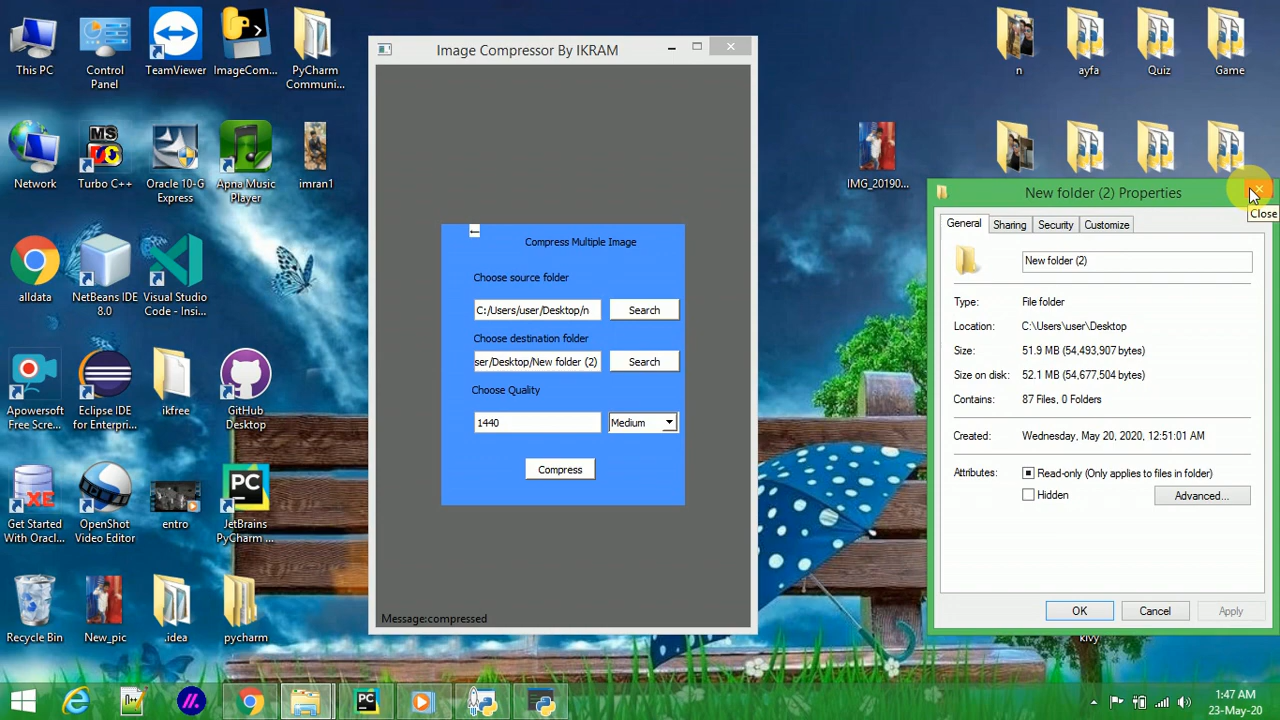 This PC
Control
Panel
TeamViewer
ImageCom...
PyCharm
Communi...
Network
Turbo C++
Oracle 10-G
Express
Apna Music
Player
imran1
alldata
NetBeans IDE
8.0
Visual Studio
Code - Insi...
Apowersoft
Free Scre...
Eclipse IDE
for Enterpri...
ikfree
GitHub
Desktop
Get Started
With Oracl...
OpenShot
Video Editor
entro
JetBrains
PyCharm ...
Recycle Bin
New_pic
.idea
pycharm
MS
DOS
XE
PC
Image Compressor By IKRAM
Compress Multiple Image
Choose source folder
C:/Users/user/Desktop/n
Search
Choose destination folder
ser/Desktop/New folder (2)
Search
Choose Quality
1440
Medium
Compress
Message:compressed
IMG_20190...
n
ayfa
Quiz
Game
New folder (2) Properties
Close
General
Sharing
Security
Customize
New folder (2)
Type:
File folder
Location:
C:\Users\user\Desktop
Size:
51.9 MB (54,493,907 bytes)
Size on disk:
52.1 MB (54,677,504 bytes)
Contains:
87 Files, 0 Folders
Created:
Wednesday, May 20, 2020, 12:51:01 AM
Attributes:
Read-only (Only applies to files in folder)
Hidden
Advanced...
OK
Cancel
Apply
kivy
PC
1:47 AM
23-May-20